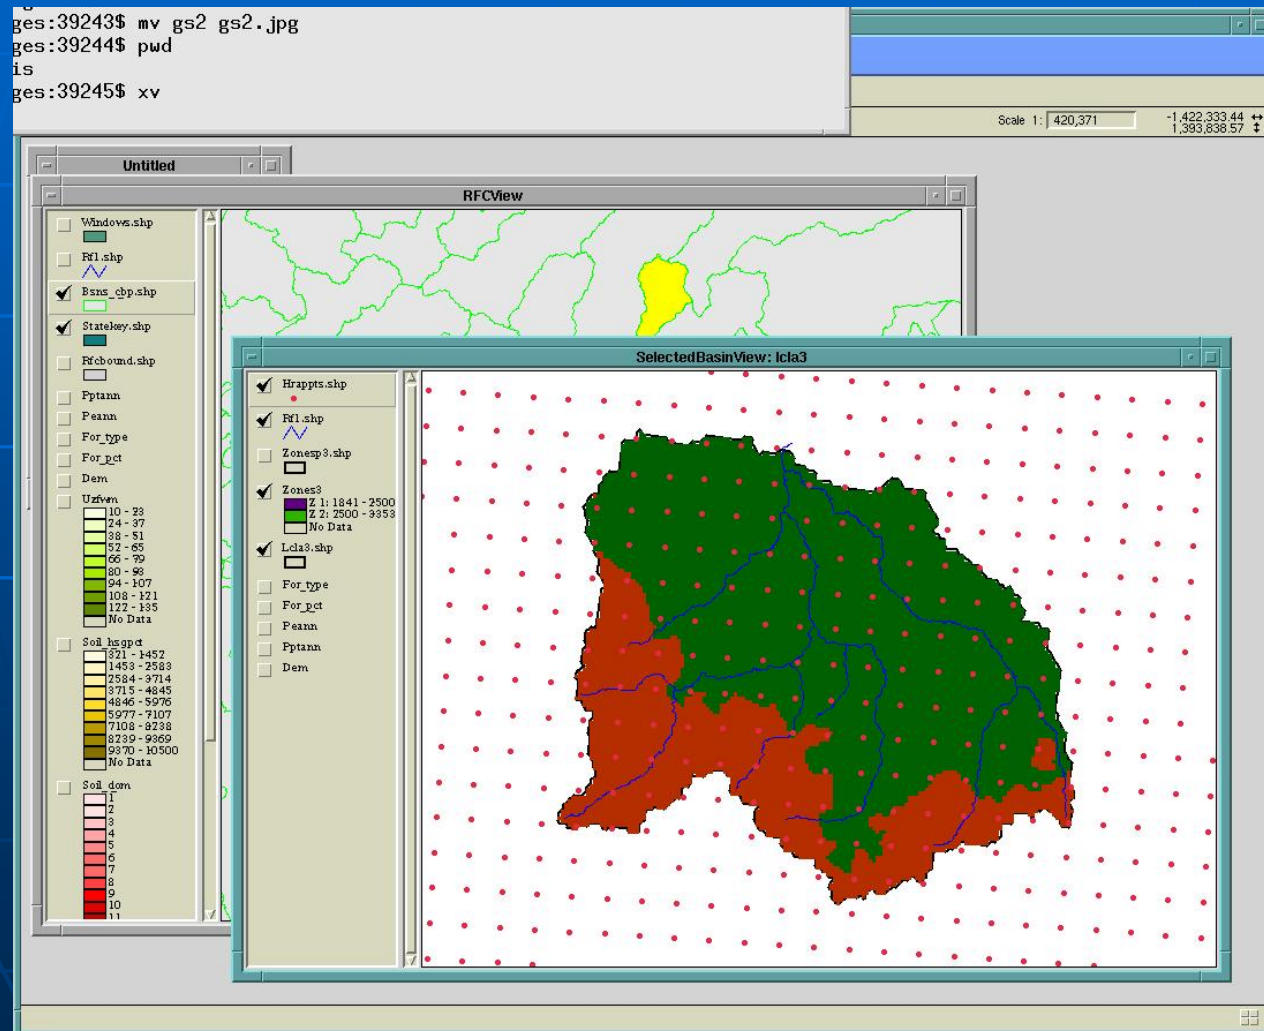 ges:39243$ mv gs2 gs2.jpg
ges:39244$ pwd
is
ges:39245$ xv
Scale 1: 420,371
-1,422,333.44
1,393,838.57
Untitled
RFCView
Windows.shp
Rf1.shp
Bsns_cbp.shp
Statekey.shp
Rfcbound.shp
Pptann
Peann
For_type
For_pct
Dem
Uzfwm
10 - 23
24 - 37
38 - 51
52 - 65
66 - 79
80 - 93
94 - 107
108 - 121
122 - 135
No Data
Soil_hsgpct
321 - 1452
1453 - 2583
2584 - 3714
3715 - 4845
4846 - 5976
5977 - 7107
7108 - 8238
8239 - 9369
9370 - 10500
No Data
Soil_dom
1
2
3
4
5
6
7
8
9
10
11
SelectedBasinView: lcla3
Hrappts.shp
Rf1.shp
Zonesp3.shp
Zones3
Z 1: 1841 - 2500
Z 2: 2500 - 3353
No Data
Lcla3.shp
For_type
For_pct
Peann
Pptann
Dem